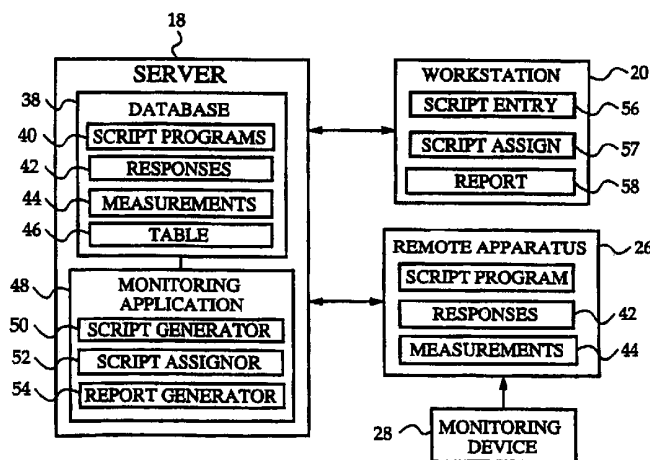 18
SERVER
38
DATABASE
40
SCRIPT PROGRAMS
42
RESPONSES
44
MEASUREMENTS
46
TABLE
48
MONITORING
APPLICATION
50
SCRIPT GENERATOR
52
SCRIPT ASSIGNOR
54
REPORT GENERATOR
WORKSTATION
20
SCRIPT ENTRY
56
SCRIPT ASSIGN
57
REPORT
58
REMOTE APPARATUS
26
SCRIPT PROGRAM
RESPONSES
42
MEASUREMENTS
44
28
MONITORING
DEVICE